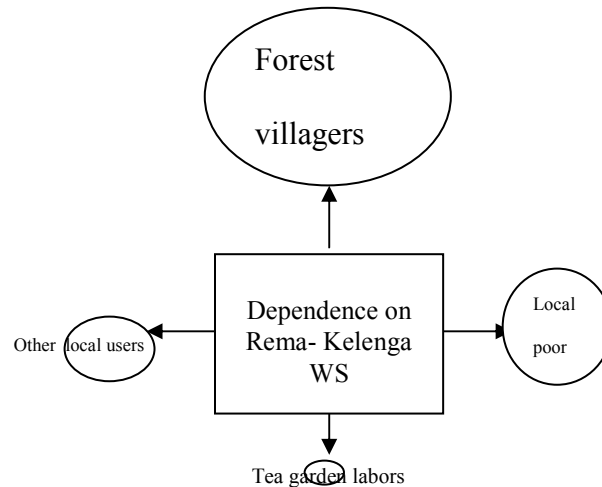 Forest
villagers
Dependence on
Rema- Kelenga
WS
Local
poor
Other local users
Tea garden labors